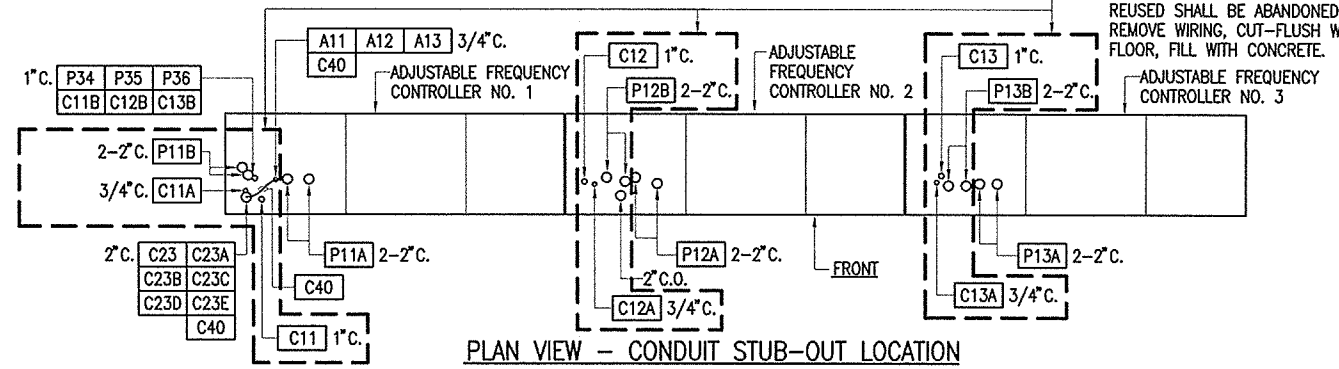 REUSED SHALL BE ABANDONED
REMOVE WIRING, CUT-FLUSH W
FLOOR, FILL WITH CONCRETE.
A11 A12 A13 3/4"C.
C40
1"C. P34 P35 P36
C11B C12B C13B
ADJUSTABLE FREQUENCY
CONTROLLER NO. 1
C12 1"C.
P12B 2-2"C.
ADJUSTABLE
FREQUENCY
CONTROLLER NO. 2
C13 1"C.
P13B 2-2"C.
ADJUSTABLE FREQUENCY
CONTROLLER NO. 3
2-2"C. P11B
3/4"C. C11A
2"C. C23 C23A
C23B C23C
C23D C23E
C40
P11A 2-2"C.
C40
C11 1"C.
P12A 2-2"C.
2"C.O.
C12A 3/4"C.
FRONT
P13A 2-2"C.
C13A 3/4"C.
PLAN VIEW - CONDUIT STUB-OUT LOCATION